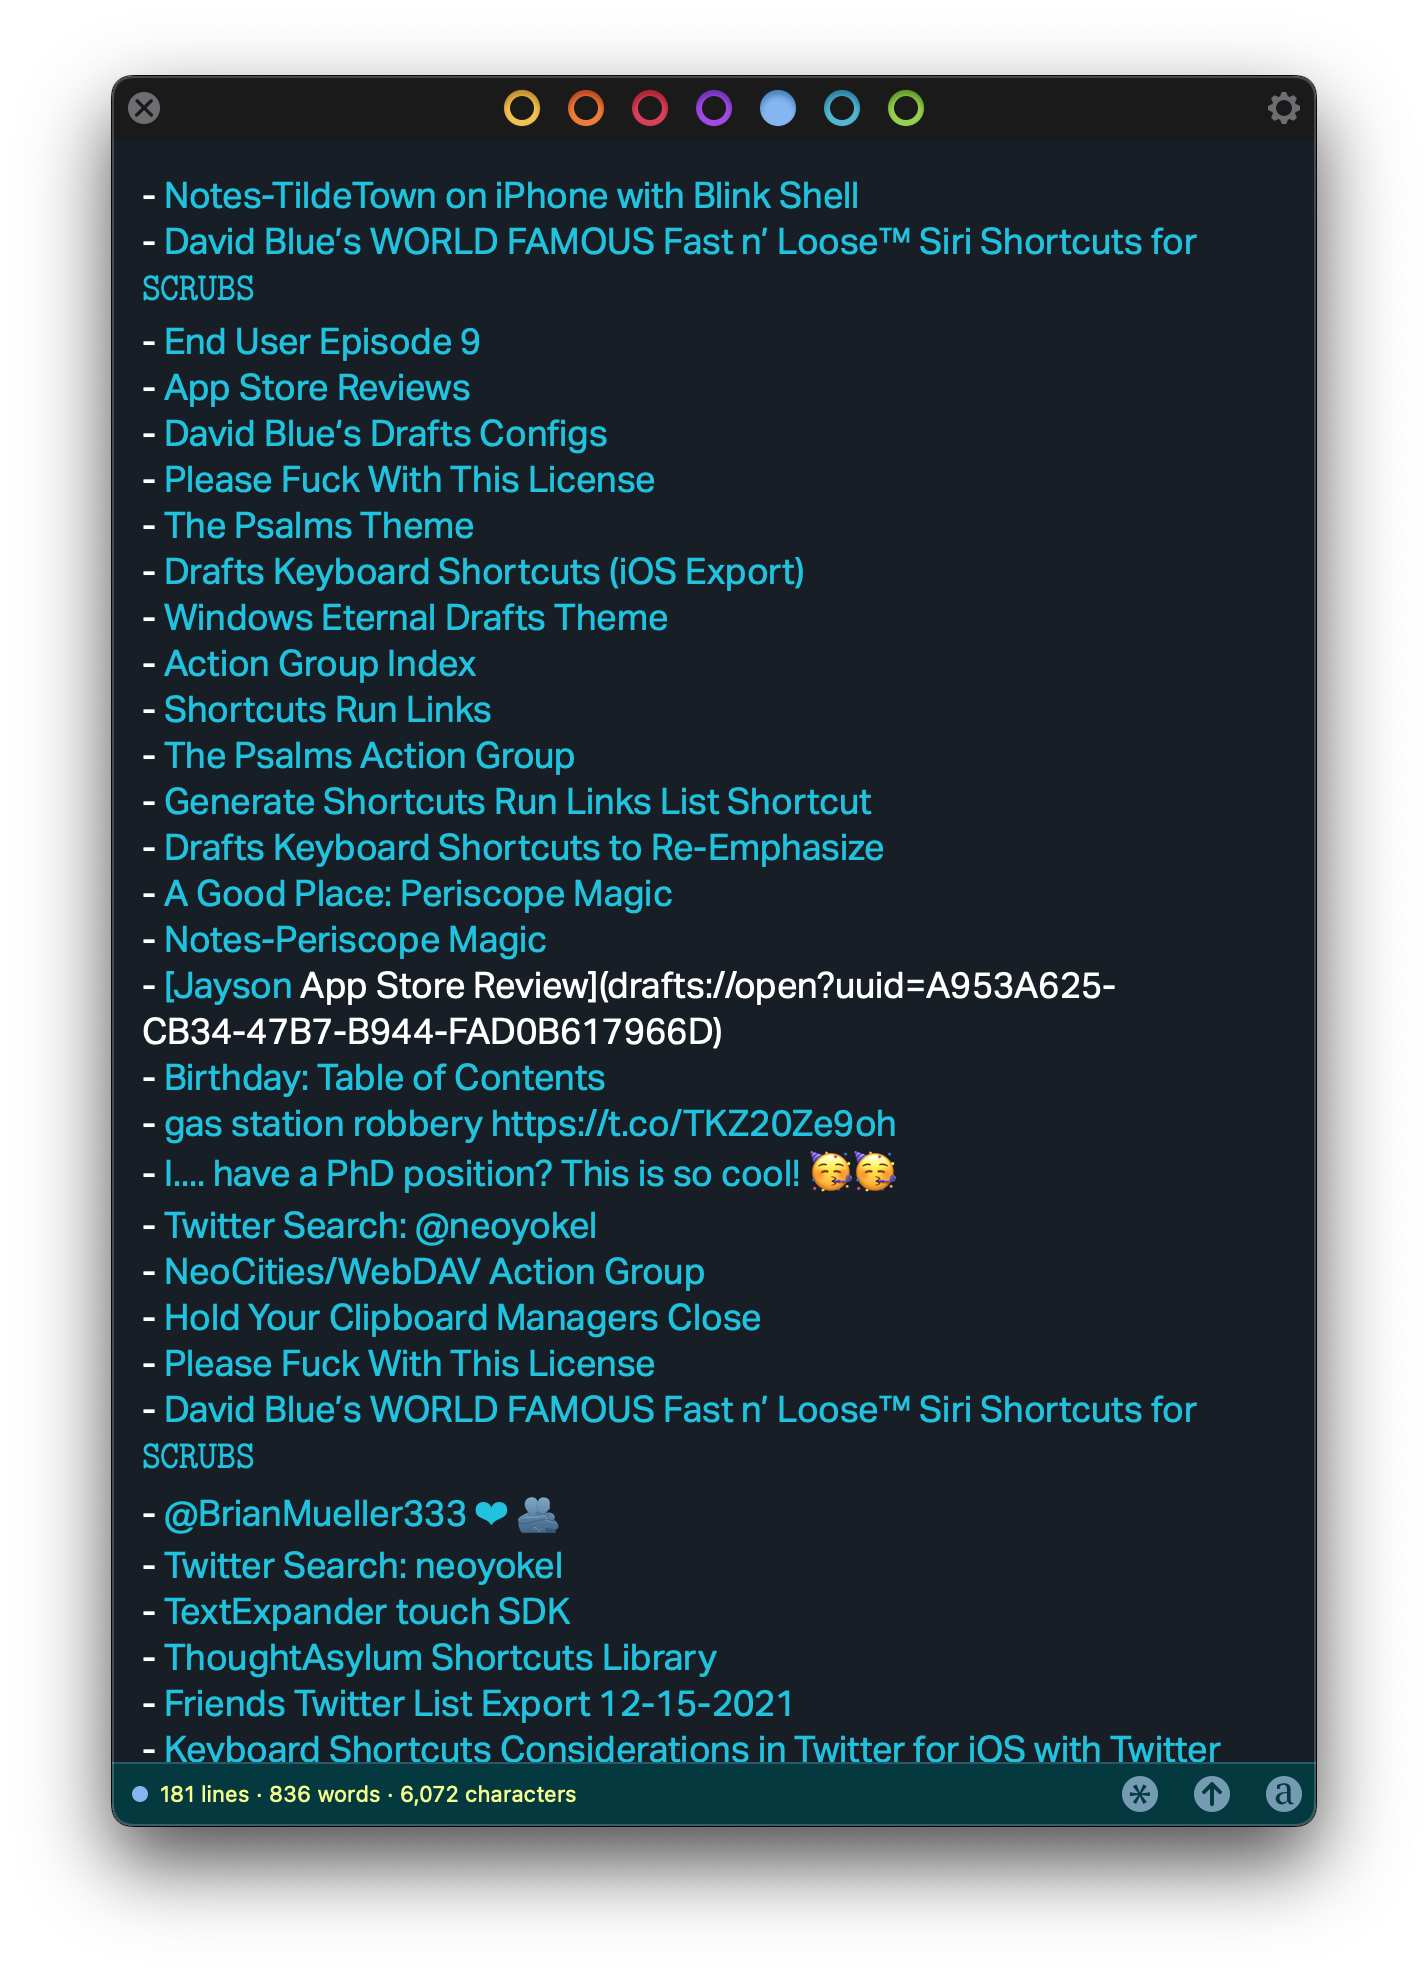 - Notes-TildeTown on iPhone with Blink Shell
- David Blue’s WORLD FAMOUS Fast n’ Loose™ Siri Shortcuts for
SCRUBS
- End User Episode 9
- App Store Reviews
- David Blue‘s Drafts Configs
- Please Fuck With This License
- The Psalms Theme
- Drafts Keyboard Shortcuts (iOS Export)
- Windows Eternal Drafts Theme
- Action Group Index
- Shortcuts Run Links
- The Psalms Action Group
- Generate Shortcuts Run Links List Shortcut
- Drafts Keyboard Shortcuts to Re-Emphasize
- A Good Place: Periscope Magic
- Notes-Periscope Magic
- [Jayson App Store Review](drafts://open?uuid=A953A625-
CB34-47B7-B944-FAD0B617966D)
- Birthday: Table of Contents
- gas station robbery https://t.co/TKZ20Ze9oh
- I.... have a PhD position? This is so cool! 🥳🥳
- Twitter Search: @neoyokel
- NeoCities/WebDAV Action Group
- Hold Your Clipboard Managers Close
- Please Fuck With This License
- David Blue’s WORLD FAMOUS Fast n’ Loose™ Siri Shortcuts for
SCRUBS
- @BrianMueller333 ❤ 🫂
- Twitter Search: neoyokel
- TextExpander touch SDK
- ThoughtAsylum Shortcuts Library
- Friends Twitter List Export 12-15-2021
- Keyboard Shortcuts Considerations in Twitter for iOS with Twitter
181 lines · 836 words · 6,072 characters
a